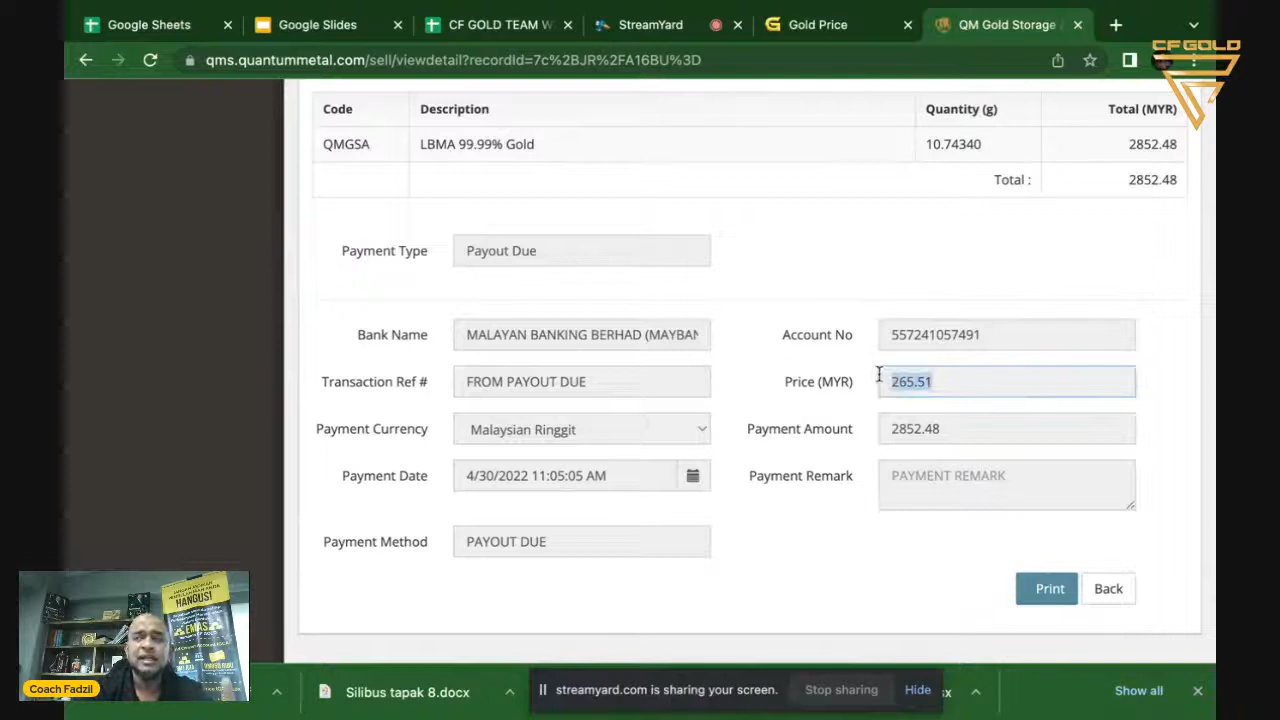 Google Sheets
Google Slides
CF GOLD TEAM W
StreamYard
Gold Price
QM Gold Storage
CF GOLD
qms.quantummetal.com/sell/viewdetail?recordId=7c%2BJR%2FA16BU%3D
Code Description Quantity (g) Total (MYR)
QMGSA LBMA 99.99% Gold 10.74340 2852.48
Total : 2852.48
Payment Type Payout Due
Bank Name MALAYAN BANKING BERHAD (MAYBAN Account No 557241057491
Transaction Ref # FROM PAYOUT DUE Price (MYR) 265.51
Payment Currency Malaysian Ringgit Payment Amount 2852.48
Payment Date 4/30/2022 11:05:05 AM Payment Remark PAYMENT REMARK
Payment Method PAYOUT DUE
Print Back
HANGUS!
EMAS
Coach Fadzil
Silibus tapak 8.docx
streamyard.com is sharing your screen.
Stop sharing
Hide
sx
Show all